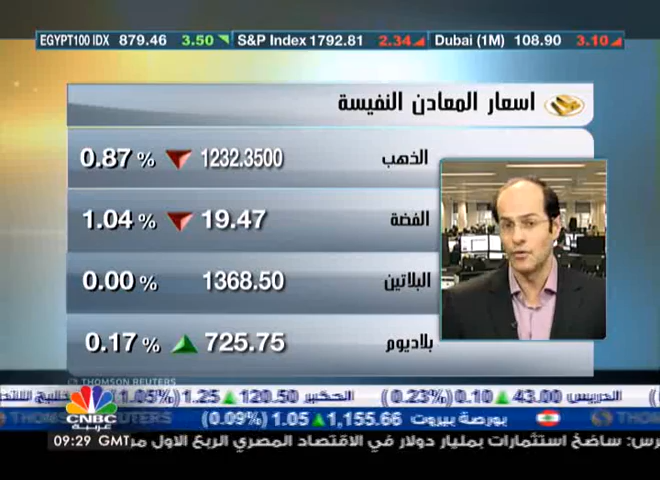 EGYPT100 IDX 879.46 3.50 S&P Index 1792.81 2.34 Dubai (1M) 108.90 3.10
اسعار المعادن النفيسة
الذهب 1232.3500 0.87 %
الفضة 19.47 1.04 %
البلاتين 1368.50 0.00 %
بلاديوم 725.75 0.17 %
THOMSON REUTERS
الدريس 43.00 0.10 (0.23%) الحكير 120.50 1.25 (1.05%) خليج
THOMSON بورصة بيروت 1,155.66 1.05 (0.09%) REUTERS
CNBC
عربية
09:29 GMT
رس: ساضخ استثمارات بمليار دولار في الاقتصاد المصري الربع الاول